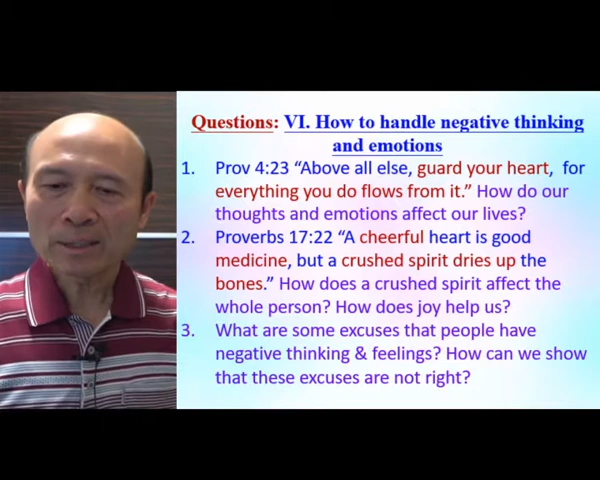 Questions: VI. How to handle negative thinking
and emotions
1. Prov 4:23 “Above all else, guard your heart, for
everything you do flows from it.” How do our
thoughts and emotions affect our lives?
2. Proverbs 17:22 “A cheerful heart is good
medicine, but a crushed spirit dries up the
bones.” How does a crushed spirit affect the
whole person? How does joy help us?
3. What are some excuses that people have
negative thinking & feelings? How can we show
that these excuses are not right?